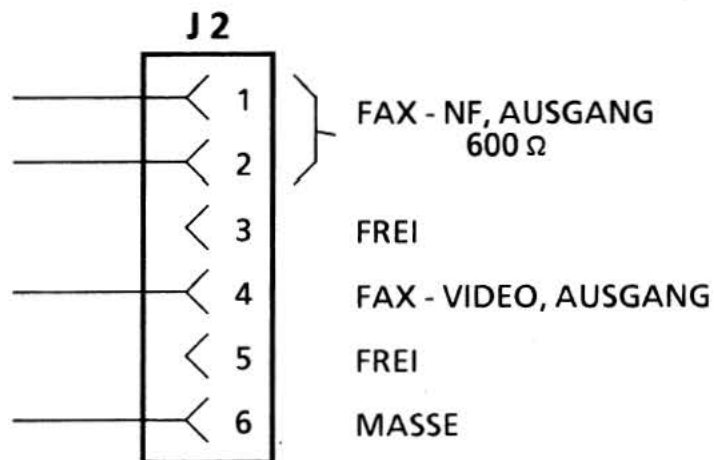 J 2
1
FAX - NF, AUSGANG
600 Ω
2
3 FREI
4 FAX - VIDEO, AUSGANG
5 FREI
6 MASSE